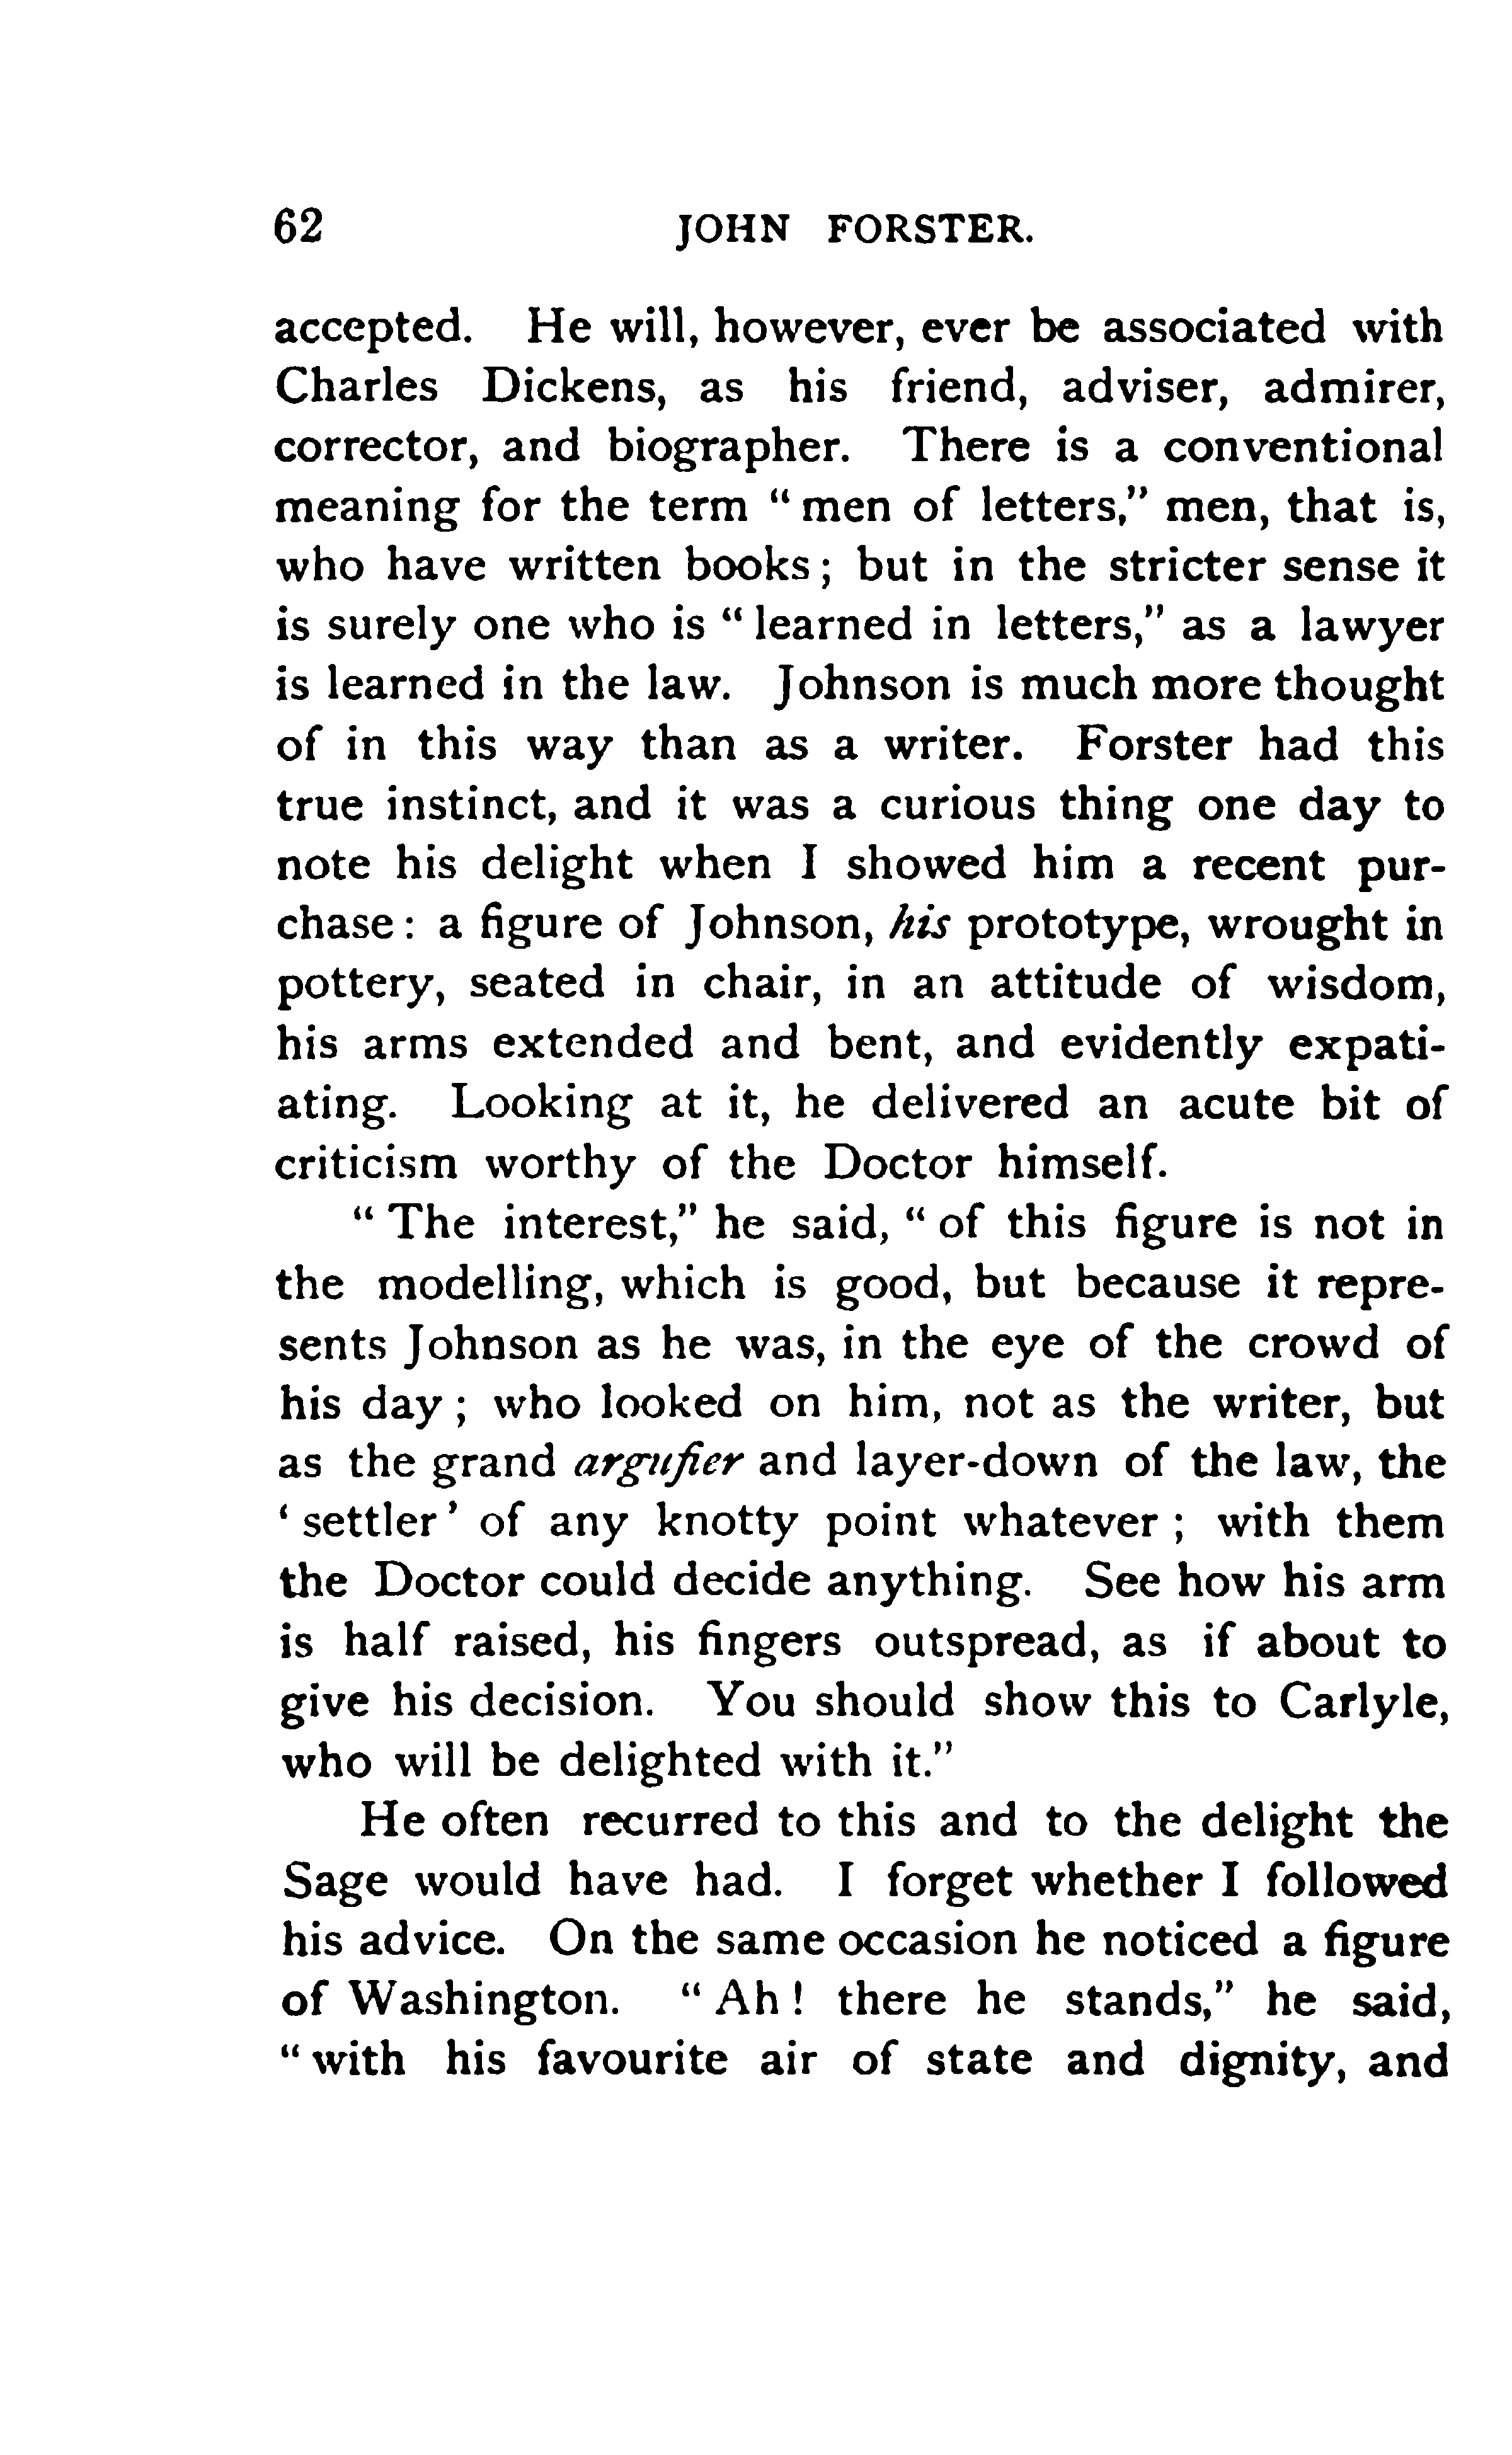 62 JOHN FORSTER.
accepted. He will, however, ever be associated with
Charles Dickens, as his friend, adviser, admirer,
corrector, and biographer. There is a conventional
meaning for the term “ men of letters,” men, that is,
who have written books ; but in the stricter sense it
is surely one who is “ learned in letters,” as a lawyer
is learned in the law. Johnson is much more thought
of in this way than as a writer. Forster had this
true instinct, and it was a curious thing one day to
note his delight when I showed him a recent pur-
chase : a figure of Johnson, his prototype, wrought in
pottery, seated in chair, in an attitude of wisdom,
his arms extended and bent, and evidently expati-
ating. Looking at it, he delivered an acute bit of
criticism worthy of the Doctor himself.
“ The interest,” he said, “ of this figure is not in
the modelling, which is good, but because it repre-
sents Johnson as he was, in the eye of the crowd of
his day ; who looked on him, not as the writer, but
as the grand argufier and layer-down of the law, the
‘ settler ’ of any knotty point whatever ; with them
the Doctor could decide anything. See how his arm
is half raised, his fingers outspread, as if about to
give his decision. You should show this to Carlyle,
who will be delighted with it.”
He often recurred to this and to the delight the
Sage would have had. I forget whether I followed
his advice. On the same occasion he noticed a figure
of Washington. “ Ah ! there he stands,” he said,
“ with his favourite air of state and dignity, and